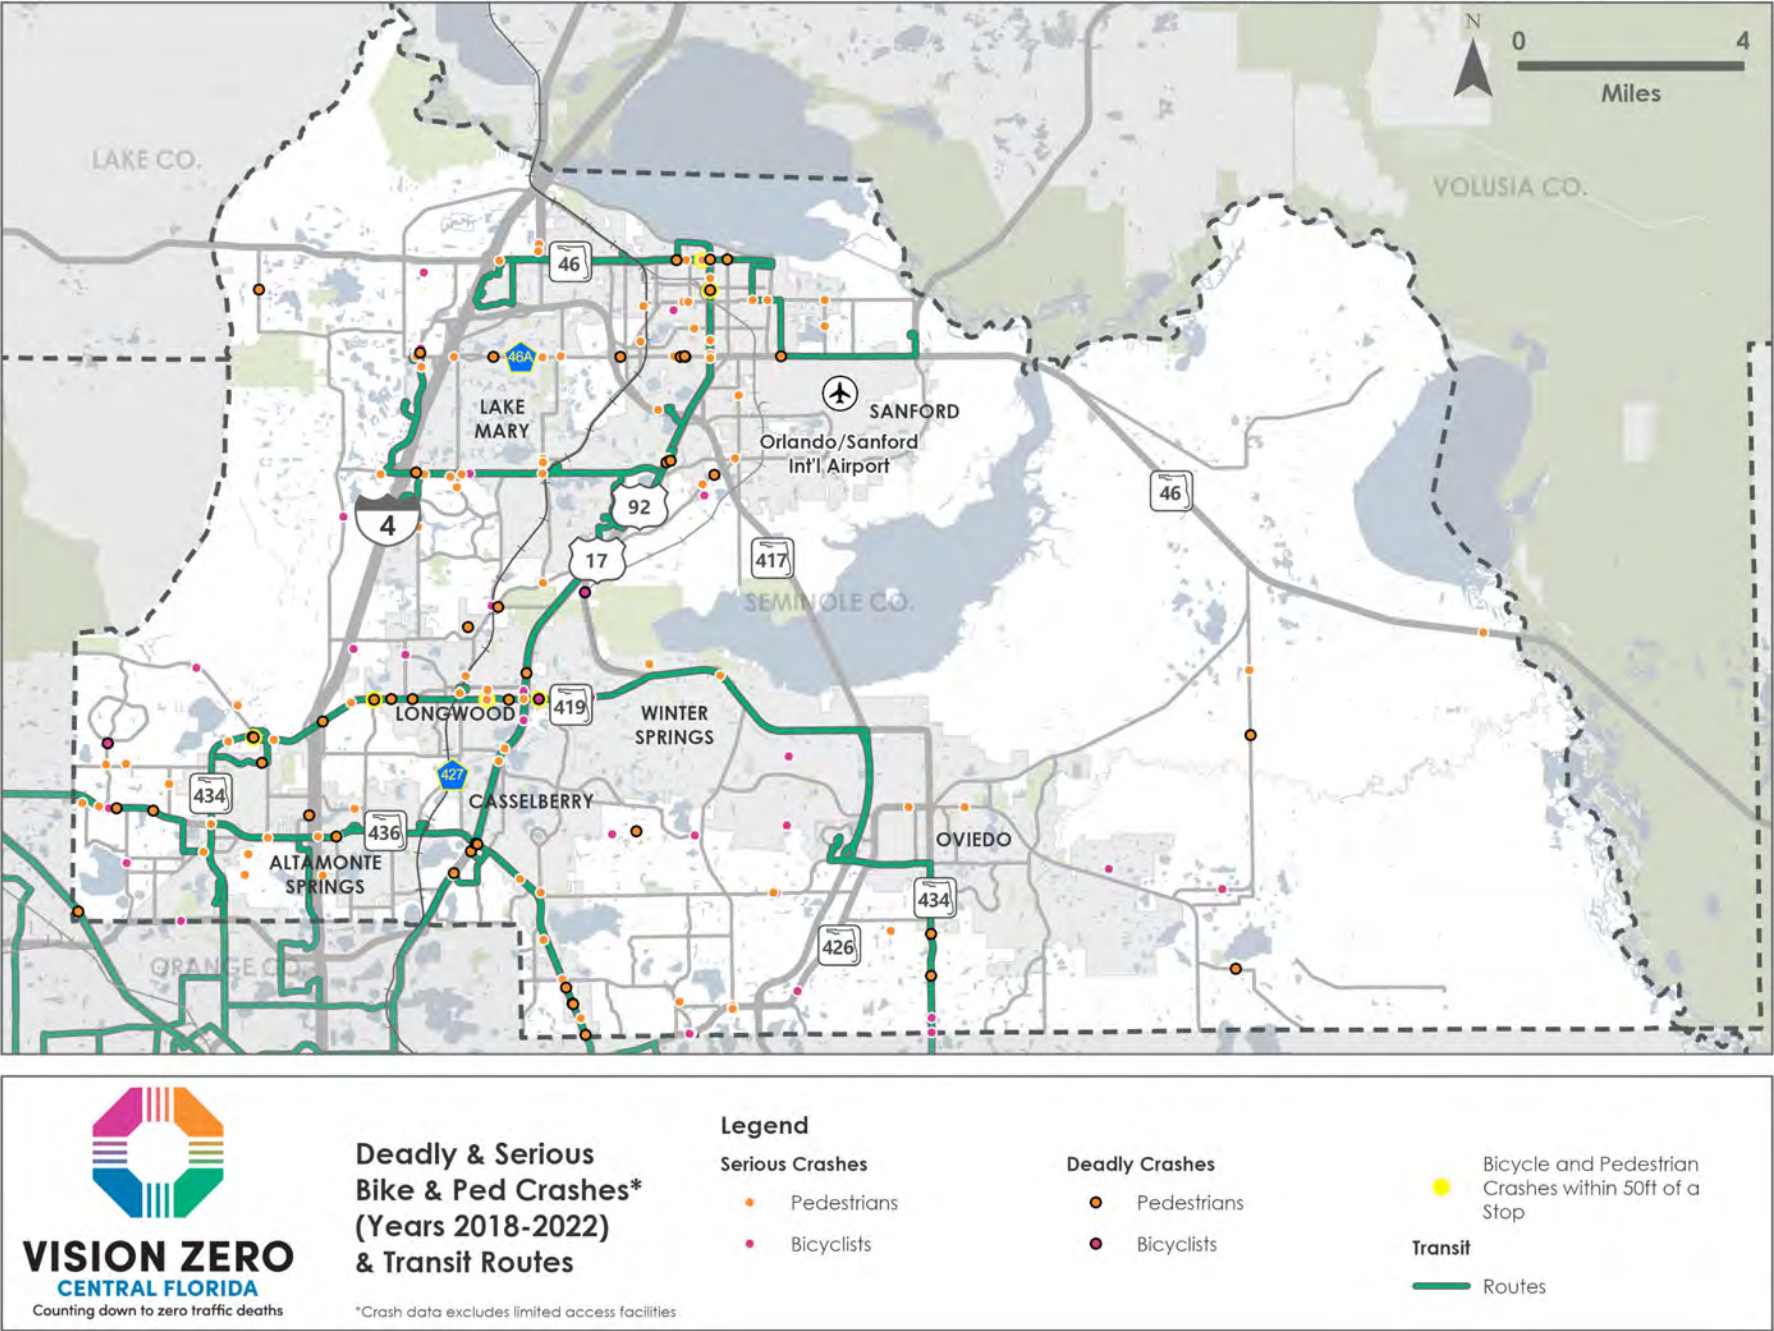 N
0 4
Miles
LAKE CO.
VOLUSIA CO.
46
46A
LAKE
MARY
SANFORD
Orlando/Sanford
Int'l Airport
92
46
4
17
417
SEMINOLE CO.
419
LONGWOOD
WINTER
SPRINGS
427
434
CASSELBERRY
436
OVIEDO
ALTAMONTE
SPRINGS
434
426
ORANGE CO.
VISION ZERO
CENTRAL FLORIDA
Counting down to zero traffic deaths
Deadly & Serious
Bike & Ped Crashes*
(Years 2018-2022)
& Transit Routes
*Crash data excludes limited access facilities
Legend
Serious Crashes
Pedestrians
Bicyclists
Deadly Crashes
Pedestrians
Bicyclists
Bicycle and Pedestrian
Crashes within 50ft of a
Stop
Transit
Routes